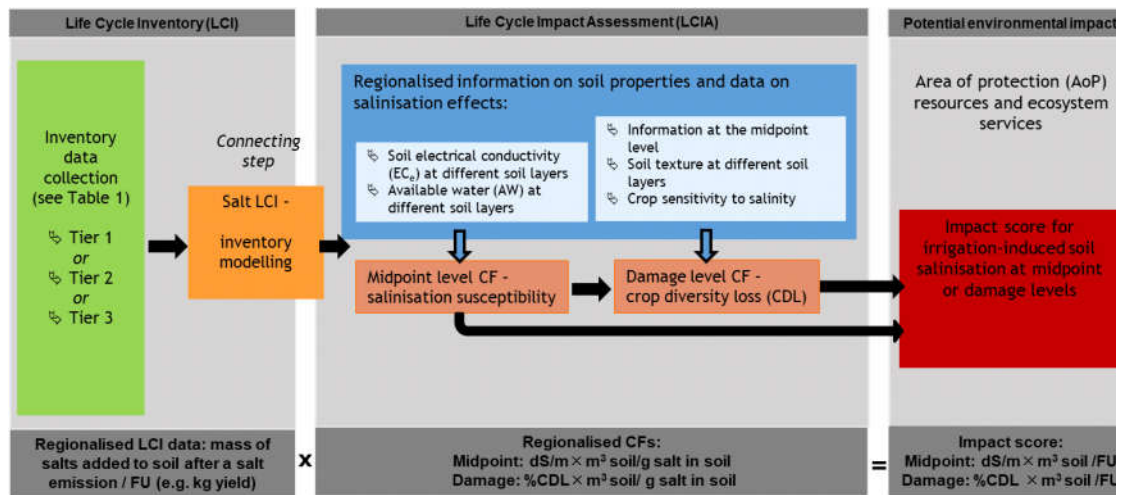 Life Cycle Inventory (LCI)
Life Cycle Impact Assessment (LCIA)
Potential environmental impact
Inventory
data
collection
(see Table 1)
Tier 1
or
Tier 2
or
Tier 3
Connecting
step
Salt LCI -
inventory
modelling
Regionalised information on soil properties and data on
salinisation effects:
Soil electrical conductivity
(ECe) at different soil layers
Available water (AW) at
different soil layers
Information at the midpoint
level
Soil texture at different soil
layers
Crop sensitivity to salinity
Midpoint level CF -
salinisation susceptibility
Damage level CF -
crop diversity loss (CDL)
Area of protection (AoP)
resources and ecosystem
services
Impact score for
irrigation-induced soil
salinisation at midpoint
or damage levels
Regionalised LCI data: mass of
salts added to soil after a salt
emission / FU (e.g. kg yield)
x
Regionalised CFs:
Midpoint: dS/m × m³ soil/g salt in soil
Damage: %CDL × m³ soil/ g salt in soil
=
Impact score:
Midpoint: dS/m × m³ soil /FU
Damage: %CDL × m³ soil /FU